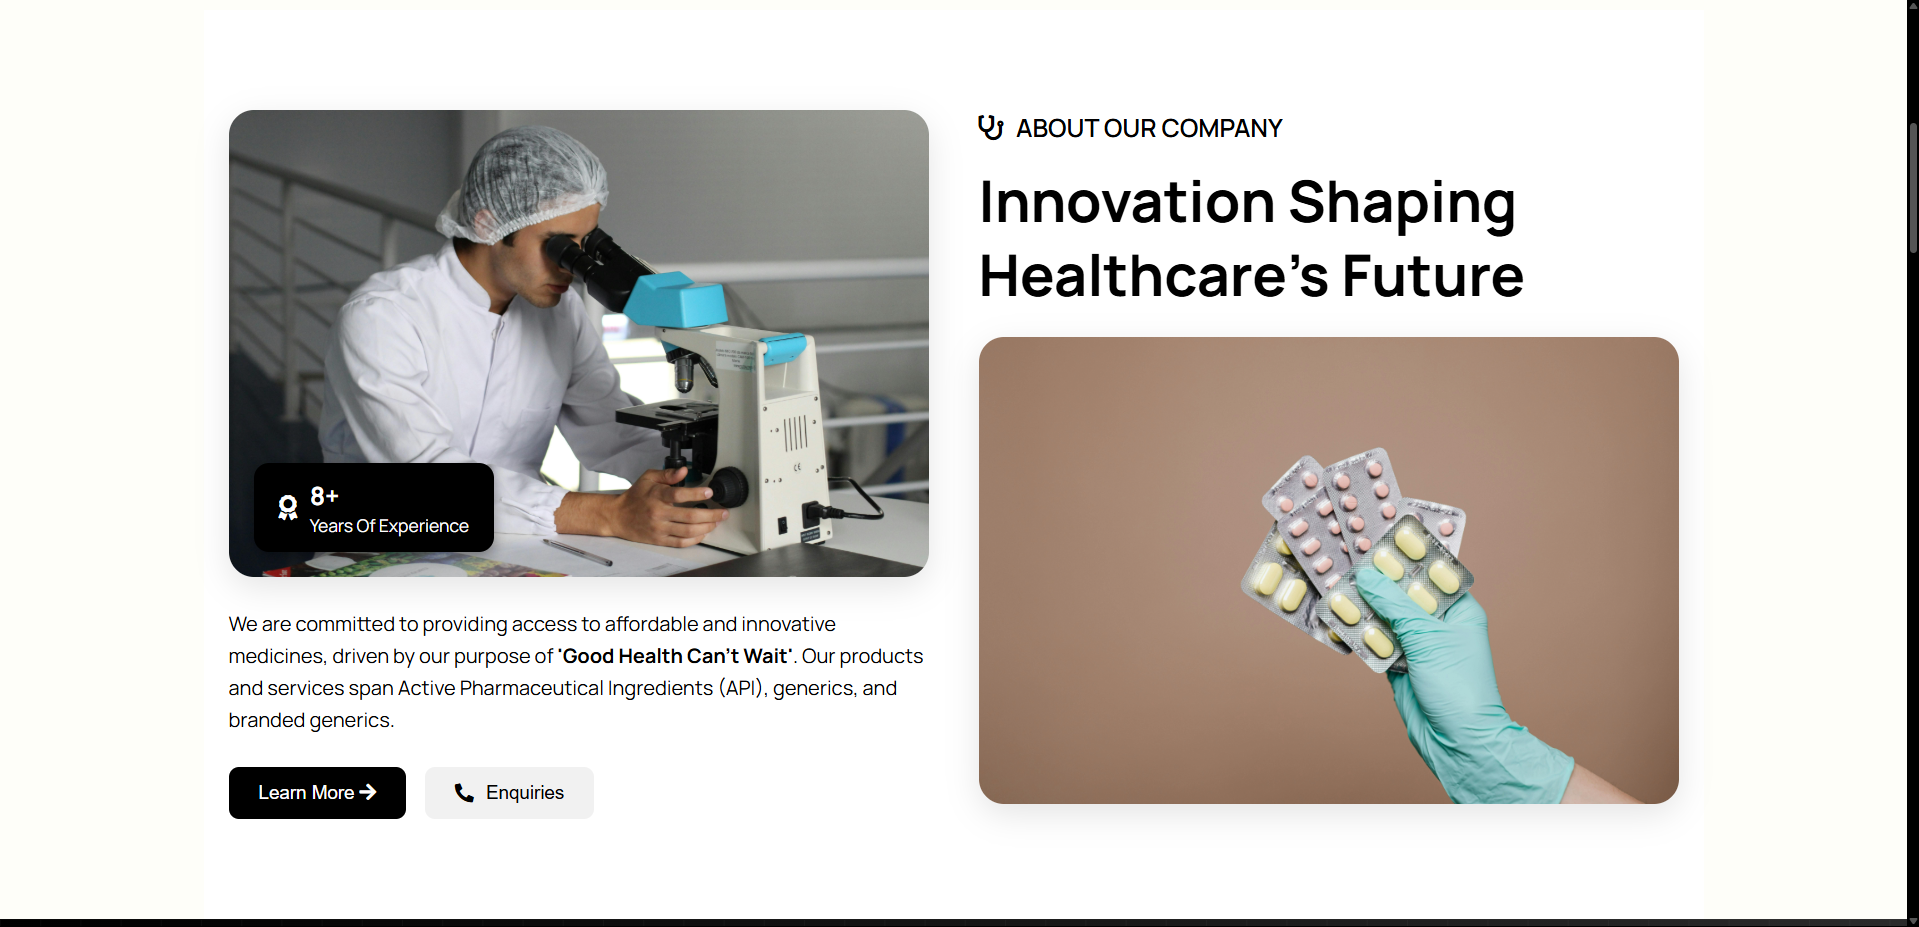 ABOUT OUR COMPANY
Innovation Shaping
Healthcare's Future
8+
Years Of Experience
We are committed to providing access to affordable and innovative
medicines, driven by our purpose of 'Good Health Can't Wait'. Our products
and services span Active Pharmaceutical Ingredients (API), generics, and
branded generics.
Learn More
Enquiries
CE